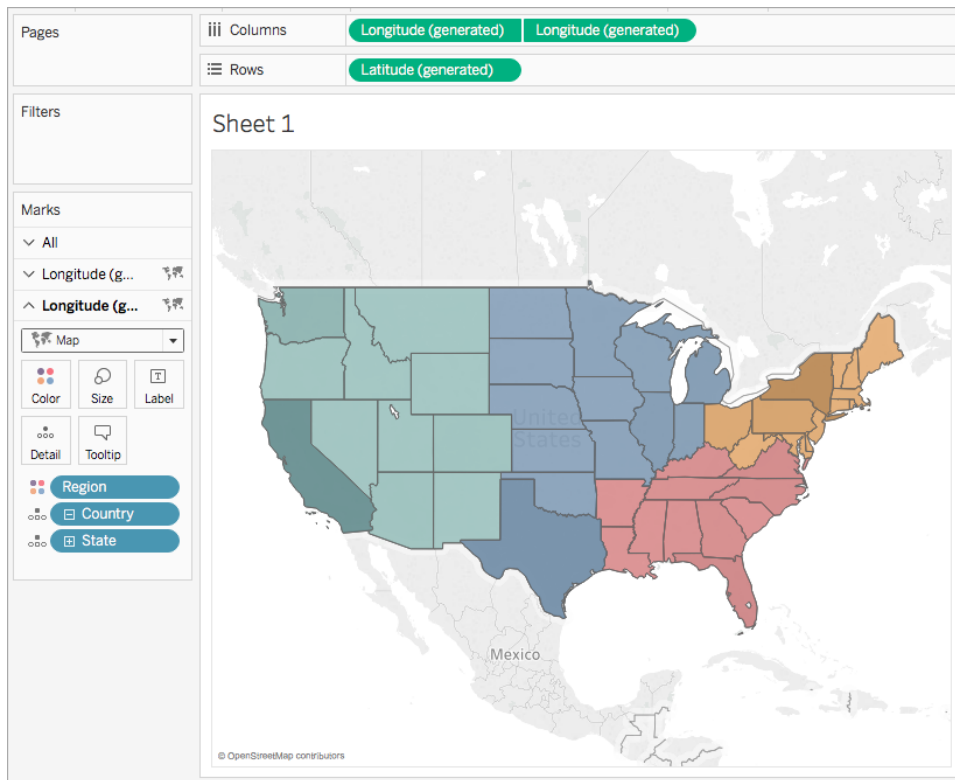 Pages
Columns
Longitude (generated)
Longitude (generated)
Rows
Latitude (generated)
Filters
Sheet 1
Marks
All
Longitude (g...
Longitude (g...
Map
Color
Size
T
Label
Detail
Tooltip
Region
Country
State
United
States
Mexico
© OpenStreetMap contributors